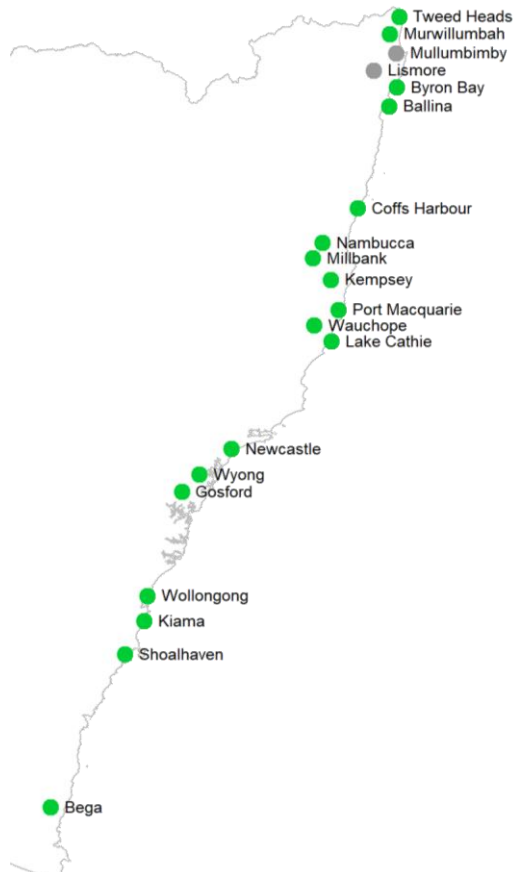 Tweed Heads
Murwillumbah
Mullumbimby
Lismore
Byron Bay
Ballina
Coffs Harbour
Nambucca
Millbank
Kempsey
Port Macquarie
Wauchope
Lake Cathie
Newcastle
Wyong
Gosford
Wollongong
Kiama
Shoalhaven
Bega